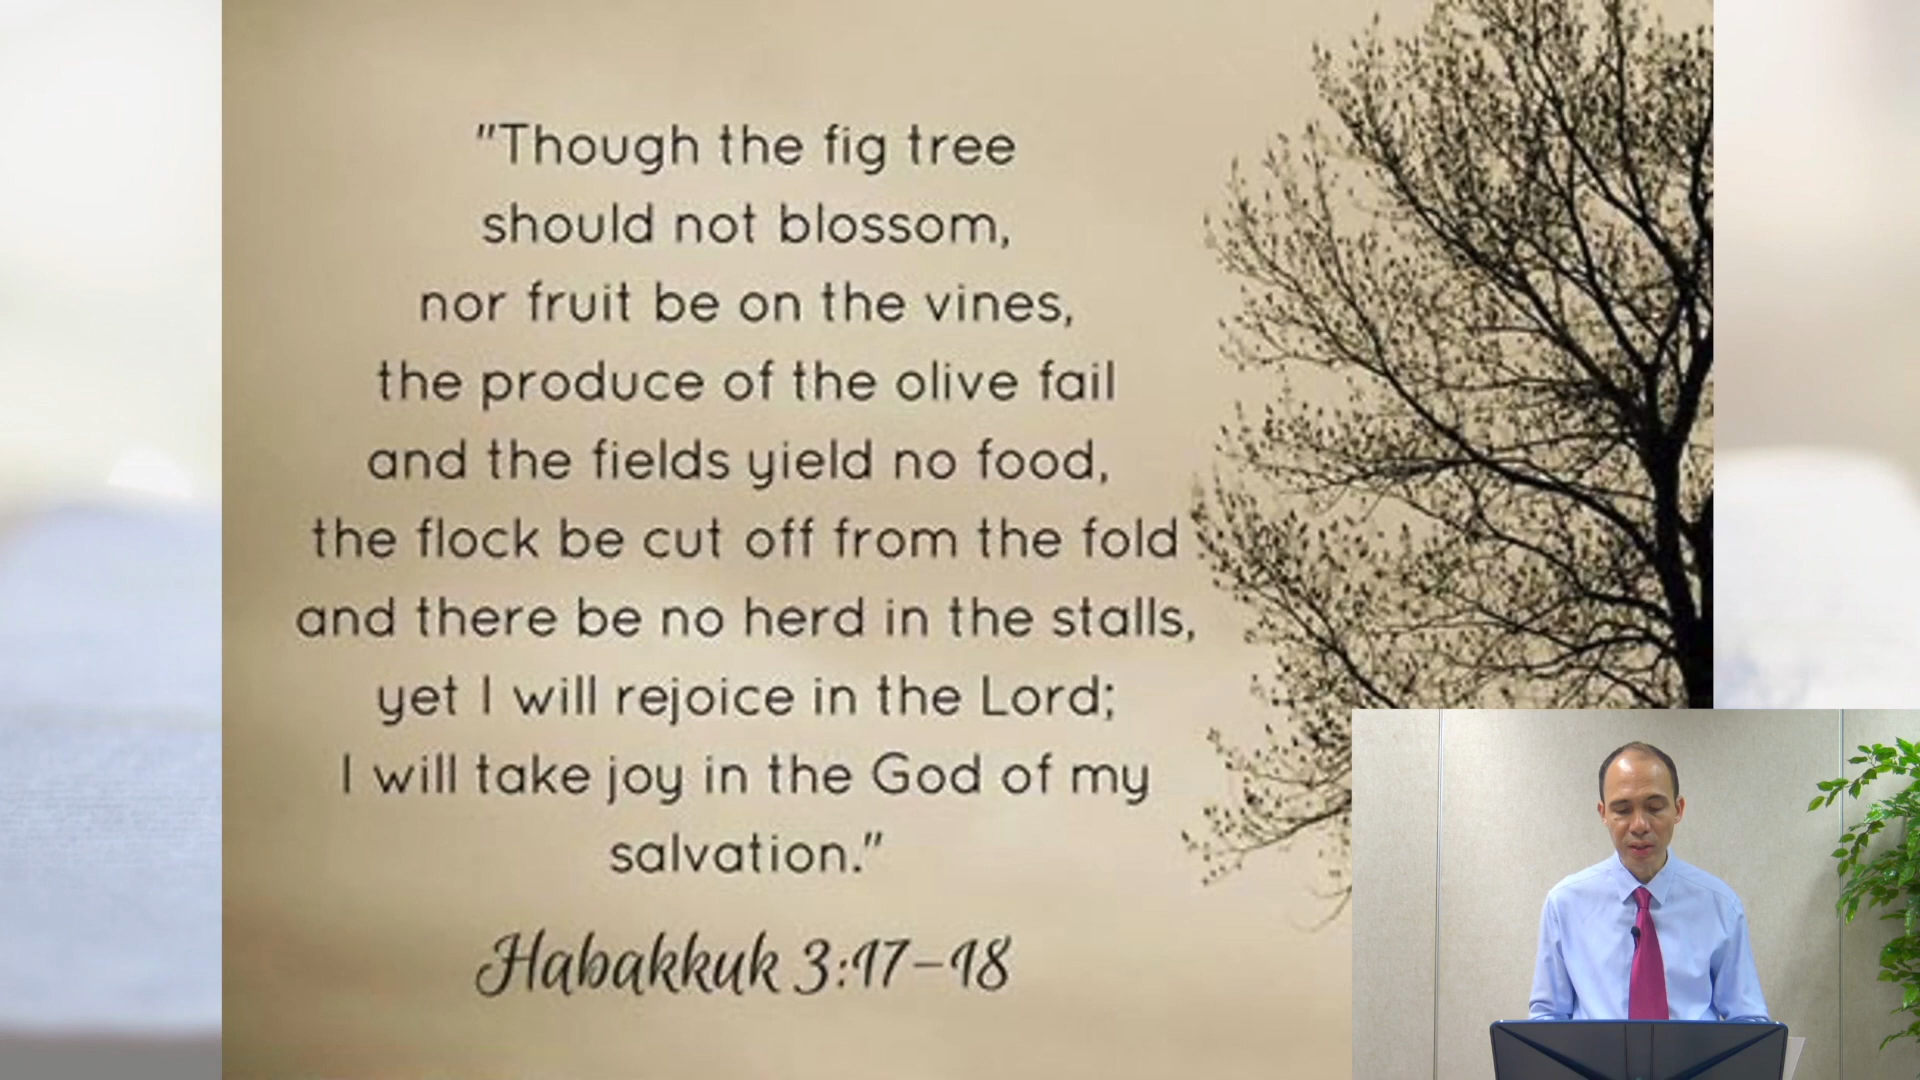 "Though the fig tree
should not blossom,
nor fruit be on the vines,
the produce of the olive fail
and the fields yield no food,
the flock be cut off from the fold
and there be no herd in the stalls,
yet I will rejoice in the Lord;
I will take joy in the God of my
salvation."
Habakkuk 3:17–18